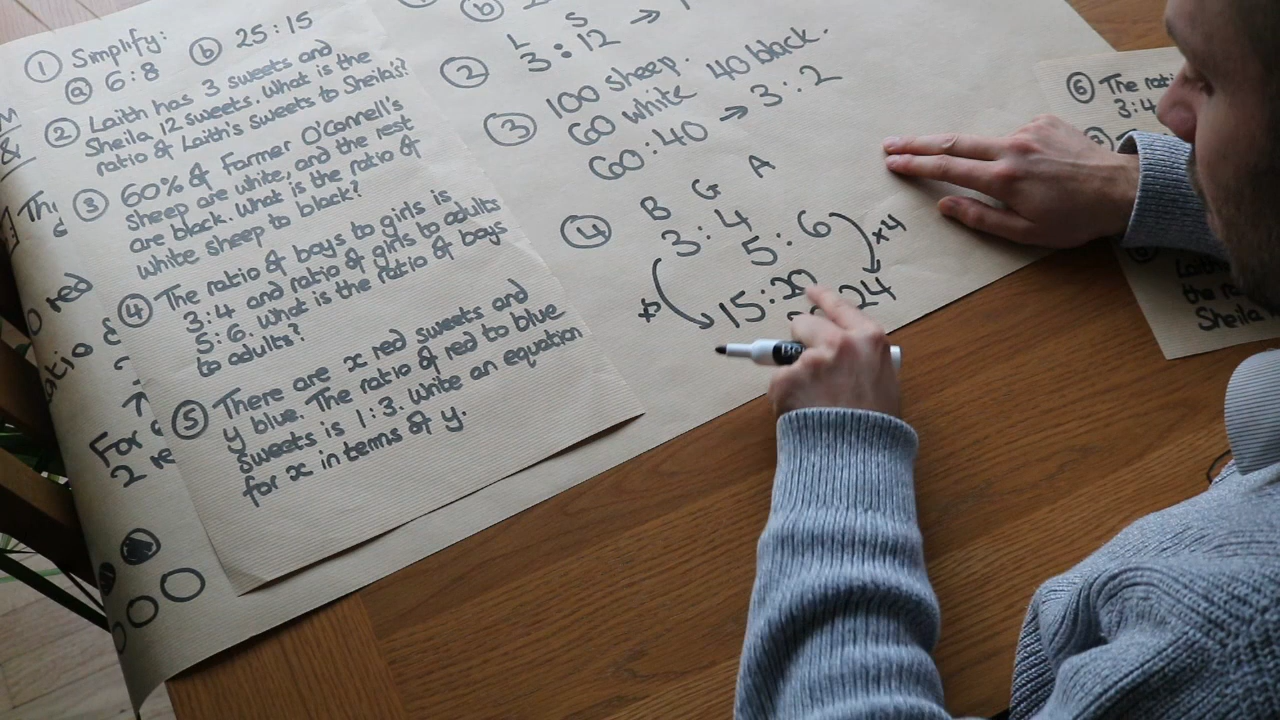 ① Simplify:
ⓐ 6:8 ⓑ 25:15
② Laith has 3 sweets and
Sheila 12 sweets. What is the
ratio of Laith's sweets to Sheila's?
③ 60% of Farmer O'Connell's
sheep are white, and the rest
are black. What is the ratio of
white sheep to black?
④ The ratio of boys to girls is
3:4 and ratio of girls to adults
5:6. What is the ratio of boys
to adults?
⑤ There are x red sweets and
y blue. The ratio of red to blue
sweets is 1:3. Write an equation
for x in terms of y.
M
&
red
For
2 re
ⓑ
L S
② 3:12 →
③ 100 sheep.
60 white 40 black.
60:40 → 3:2
④ B G A
3:4
5:6
×5 ×4
15:20
24
⑥ The
3:4
the
Sheila